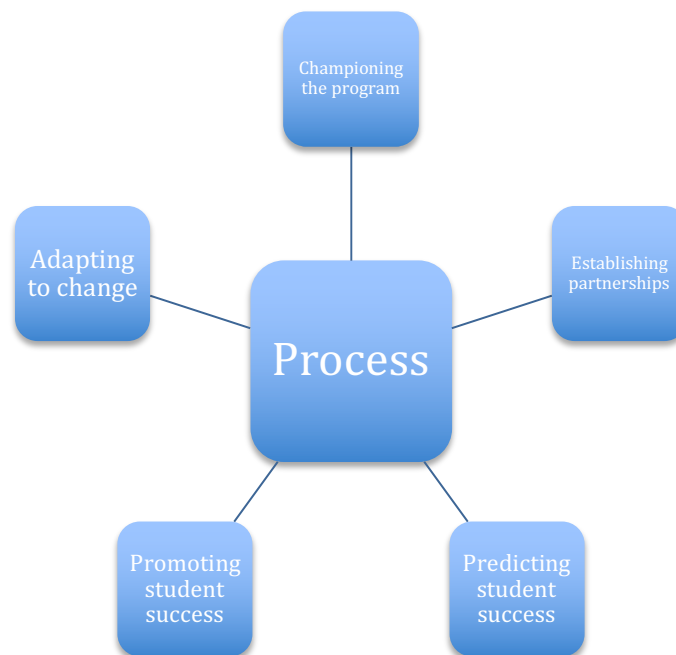 Championing
the program
Adapting
to change
Establishing
partnerships
Process
Promoting
student
success
Predicting
student
success